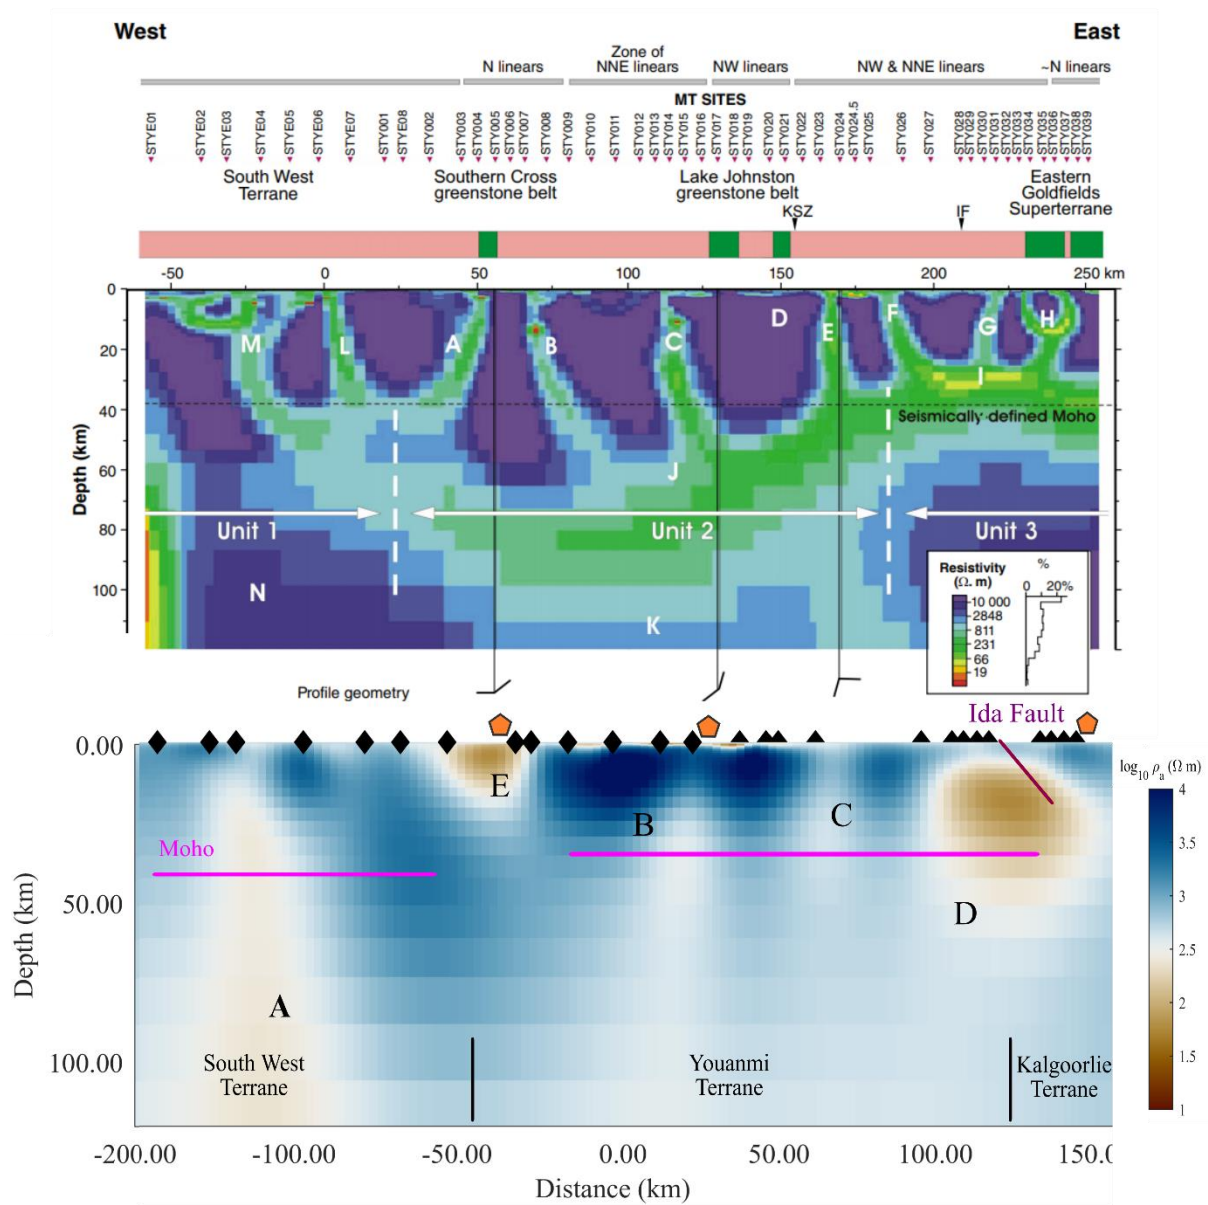 West
East
N linears
Zone of
NNE linears
NW linears
NW & NNE linears
~N linears
MT SITES
STYE01
STYE02
STYE03
STYE04
STYE05
STYE06
STYE07
STY001
STYE08
STY002
STY003
STY004
STY005
STY006
STY007
STY008
STY009
STY010
STY011
STY012
STY013
STY014
STY015
STY016
STY017
STY018
STY019
STY020
STY021
STY022
STY023
STY024
STY024.5
STY025
STY026
STY027
STY028
STY029
STY030
STY031
STY032
STY033
STY034
STY035
STY036
STY037
STY038
STY039
South West
Terrane
Southern Cross
greenstone belt
Lake Johnston
greenstone belt
Eastern
Goldfields
Superterrane
KSZ
IF
-50 0 50 100 150 200 250 km
Depth (km)
0
20
40
60
80
100
M L A B C D E F G H
I
J
Seismically-defined Moho
Unit 1
Unit 2
Unit 3
N
K
Resistivity
(Ω. m)
10 000
2848
811
231
66
19
%
0 20%
Profile geometry
Ida Fault
Depth (km)
0.00
50.00
100.00
Moho
E
B
C
D
A
South West
Terrane
Youanmi
Terrane
Kalgoorlie
Terrane
log10 ρa (Ω m)
4
3.5
3
2.5
2
1.5
1
-200.00 -100.00 -50.00 0.00 50.00 100.00 150.0
Distance (km)